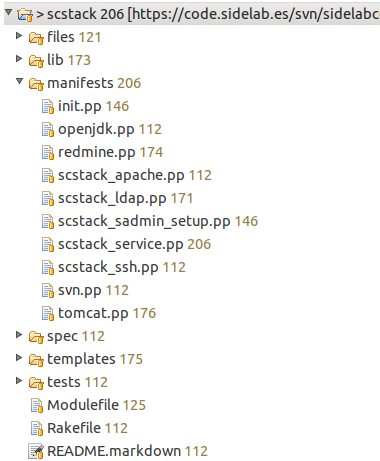 > scstack 206 [https://code.sidelab.es/svn/sidelabc
files 121
lib 173
manifests 206
init.pp 146
openjdk.pp 112
redmine.pp 174
scstack_apache.pp 112
scstack_ldap.pp 171
scstack_sadmin_setup.pp 146
scstack_service.pp 206
scstack_ssh.pp 112
svn.pp 112
tomcat.pp 176
spec 112
templates 175
tests 112
Modulefile 125
Rakefile 112
README.markdown 112